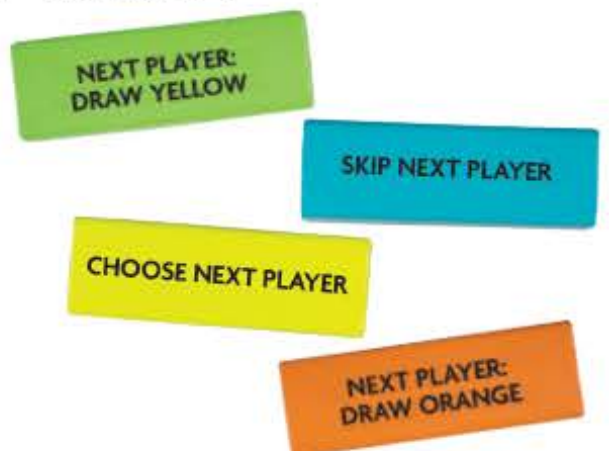 NEXT PLAYER:
DRAW YELLOW
SKIP NEXT PLAYER
CHOOSE NEXT PLAYER
NEXT PLAYER:
DRAW ORANGE